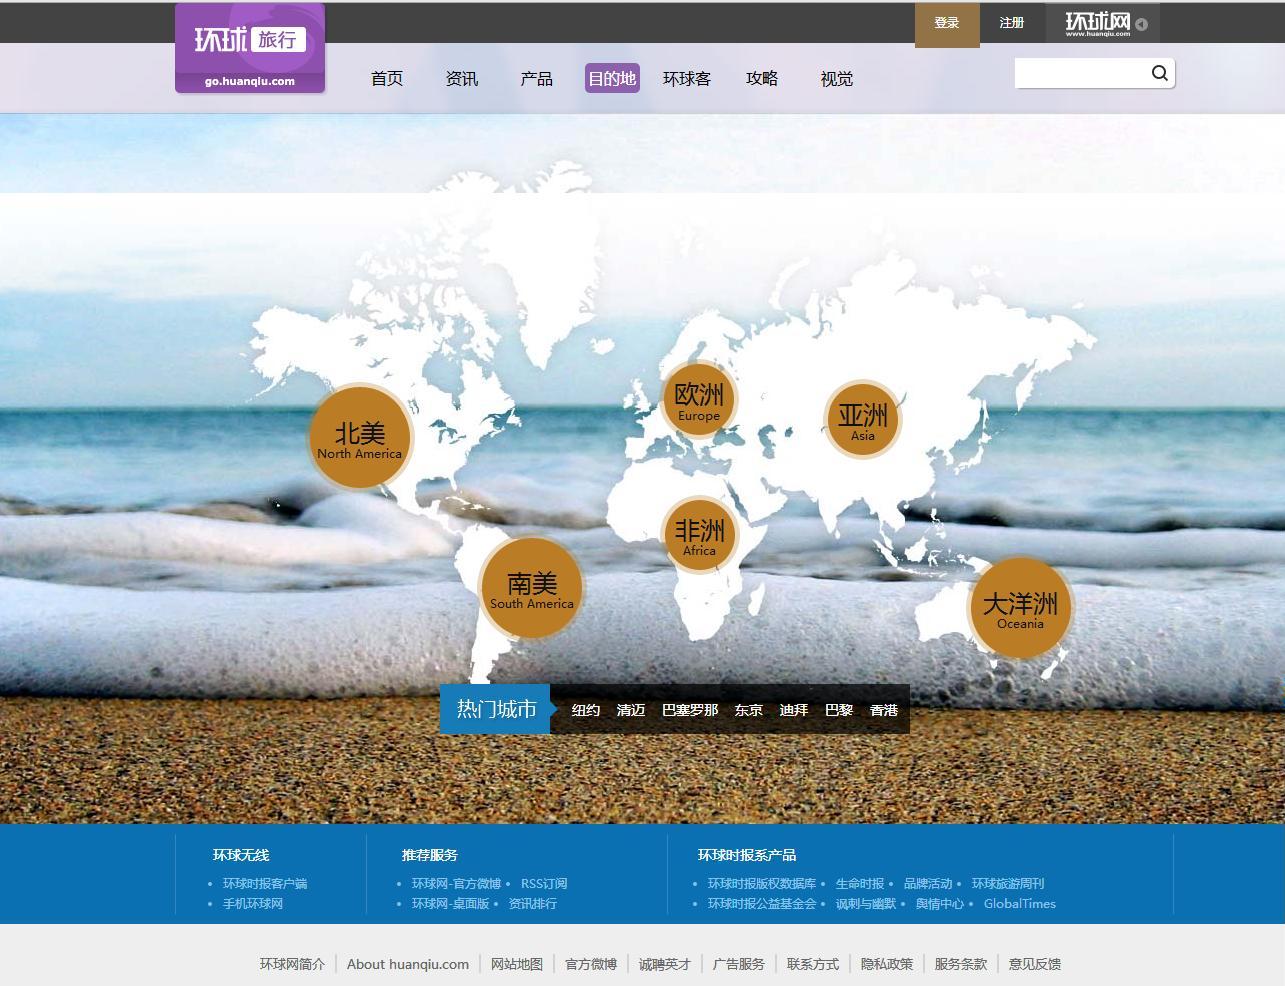 登录
注册
环球网
www.huanqiu.com
环球 旅行
go.huanqiu.com
首页 资讯 产品 目的地 环球客 攻略 视觉
北美
North America
欧洲
Europe
亚洲
Asia
非洲
Africa
南美
South America
大洋洲
Oceania
热门城市 纽约 清迈 巴塞罗那 东京 迪拜 巴黎 香港
环球无线
环球时报客户端
手机环球网
推荐服务
环球网-官方微博 RSS订阅
环球网-桌面版 资讯排行
环球时报系产品
环球时报版权数据库 生命时报 品牌活动 环球旅游周刊
环球时报公益基金会 讽刺与幽默 舆情中心 GlobalTimes
环球网简介 About huanqiu.com 网站地图 官方微博 诚聘英才 广告服务 联系方式 隐私政策 服务条款 意见反馈